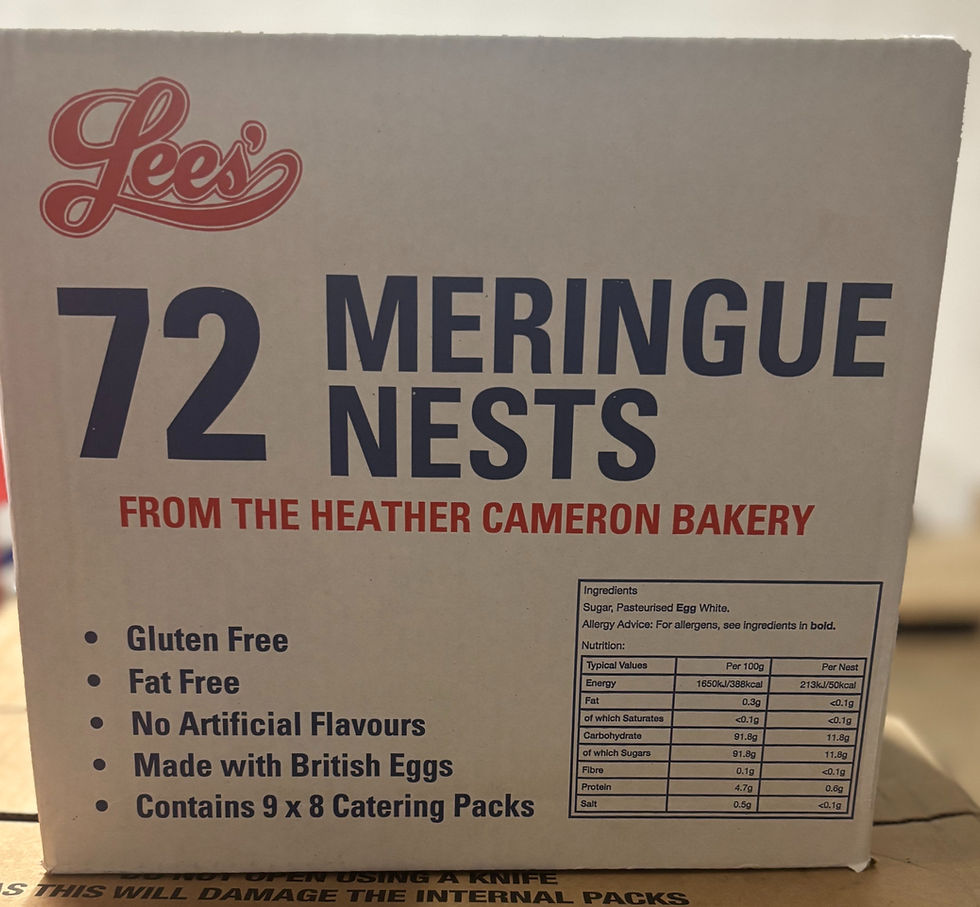 Lees'
72 MERINGUE
NESTS
FROM THE HEATHER CAMERON BAKERY
• Gluten Free
• Fat Free
• No Artificial Flavours
• Made with British Eggs
• Contains 9 x 8 Catering Packs
Ingredients
Sugar, Pasteurised Egg White.
Allergy Advice: For allergens, see ingredients in bold.
Nutrition:
Typical Values Per 100g Per Nest
Energy 1650kJ/388kcal 213kJ/50kcal
Fat 0.3g <0.1g
of which Saturates <0.1g <0.1g
Carbohydrate 91.8g 11.8g
of which Sugars 91.8g 11.8g
Fibre 0.1g <0.1g
Protein 4.7g 0.6g
Salt 0.5g <0.1g
DO NOT OPEN USING A KNIFE
THIS WILL DAMAGE THE INTERNAL PACKS